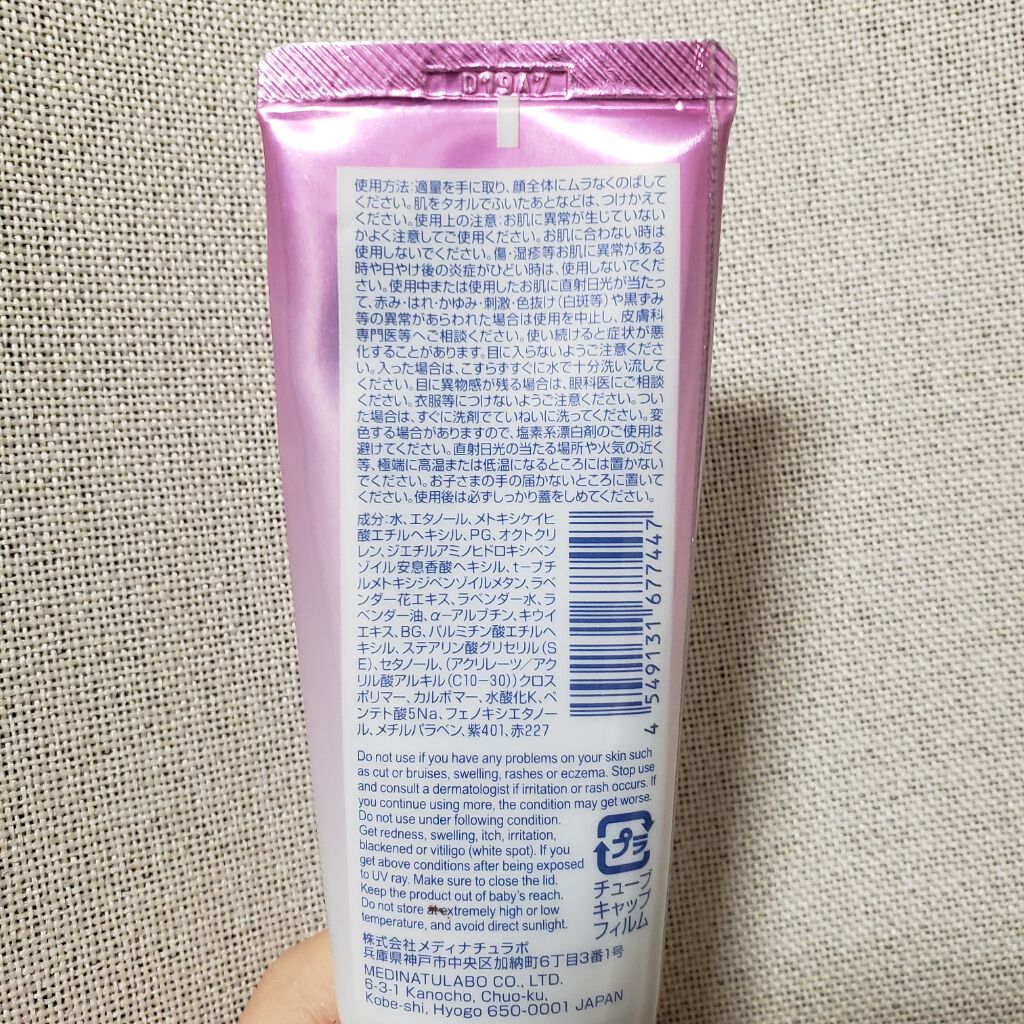 D19A7
使用方法:適量を手に取り、顔全体にムラなくのばして
ください。肌をタオルでふいたあとなどは、つけかえて
ください。使用上の注意:お肌に異常が生じていない
かよく注意してご使用ください。お肌に合わない時は
使用しないでください。傷・湿疹等お肌に異常がある
時や日やけ後の炎症がひどい時は、使用しないでくだ
さい。使用中または使用したお肌に直射日光が当たっ
て、赤み・はれ・かゆみ・刺激・色抜け(白斑等)や黒ずみ
等の異常があらわれた場合は使用を中止し、皮膚科
専門医等へご相談ください。使い続けると症状が悪
化することがあります。目に入らないようご注意くださ
い。入った場合は、こすらずすぐに水で十分洗い流して
ください。目に異物感が残る場合は、眼科医にご相談
ください。衣服等につけないようご注意ください。つい
た場合は、すぐに洗剤でていねいに洗ってください。変
色する場合がありますので、塩素系漂白剤のご使用は
避けてください。直射日光の当たる場所や火気の近く
等、極端に高温または低温になるところには置かない
でください。お子さまの手の届かないところに置いて
ください。使用後は必ずしっかり蓋をしめてください。
成分:水、エタノール、メトキシケイヒ
酸エチルヘキシル、PG、オクトクリ
レン、ジエチルアミノヒドロキシベン
ゾイル安息香酸ヘキシル、t-ブチ
ルメトキシジベンゾイルメタン、ラベ
ンダー花エキス、ラベンダー水、ラ
ベンダー油、α-アルブチン、キウイ
エキス、BG、パルミチン酸エチルヘ
キシル、ステアリン酸グリセリル(S
E)、セタノール、(アクリレーツ/アク
リル酸アルキル(C10-30))クロス
ポリマー、カルボマー、水酸化K、ペ
ンテト酸5Na、フェノキシエタノー
ル、メチルパラベン、紫401、赤227
4 549131 677447
Do not use if you have any problems on your skin such
as cut or bruises, swelling, rashes or eczema. Stop use
and consult a dermatologist if irritation or rash occurs. If
you continue using more, the condition may get worse.
Do not use under following condition.
Get redness, swelling, itch, irritation,
blackened or vitiligo (white spot). If you
get above conditions after being exposed
to UV ray. Make sure to close the lid.
Keep the product out of baby's reach.
Do not store at extremely high or low
temperature, and avoid direct sunlight.
プラ
チューブ
キャップ
フィルム
株式会社メディナチュラボ
兵庫県神戸市中央区加納町6丁目3番1号
MEDINATULABO CO., LTD.
6-3-1 Kanocho, Chuo-ku,
Kobe-shi, Hyogo 650-0001 JAPAN